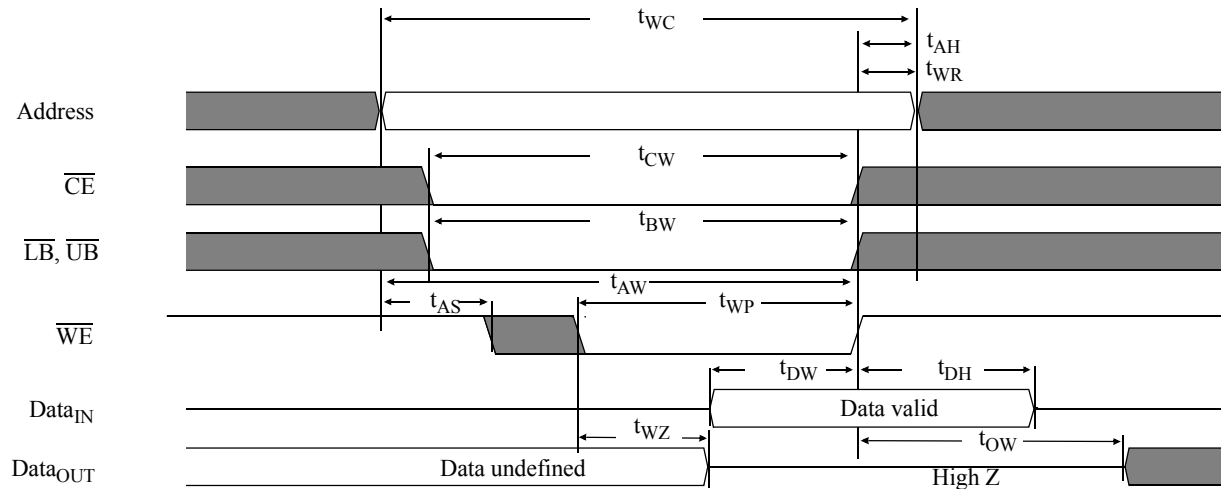 tWC
tAH
tWR
Address
tCW
CE
tBW
LB, UB
tAW
tAS
tWP
WE
tDW
tDH
DataIN
Data valid
tWZ
tOW
DataOUT
Data undefined
High Z